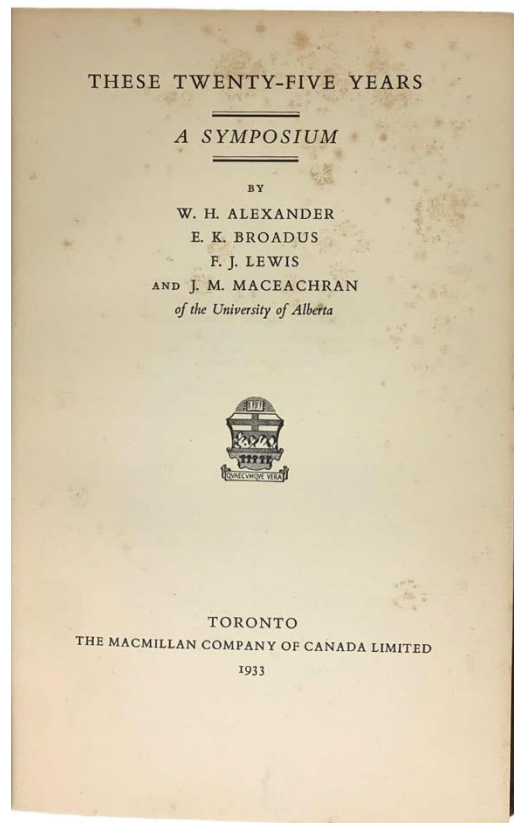 THESE TWENTY-FIVE YEARS
A SYMPOSIUM
BY
W. H. ALEXANDER
E. K. BROADUS
F. J. LEWIS
AND J. M. MACEACHRAN
of the University of Alberta
QVAECVMQVE VERA
TORONTO
THE MACMILLAN COMPANY OF CANADA LIMITED
1933